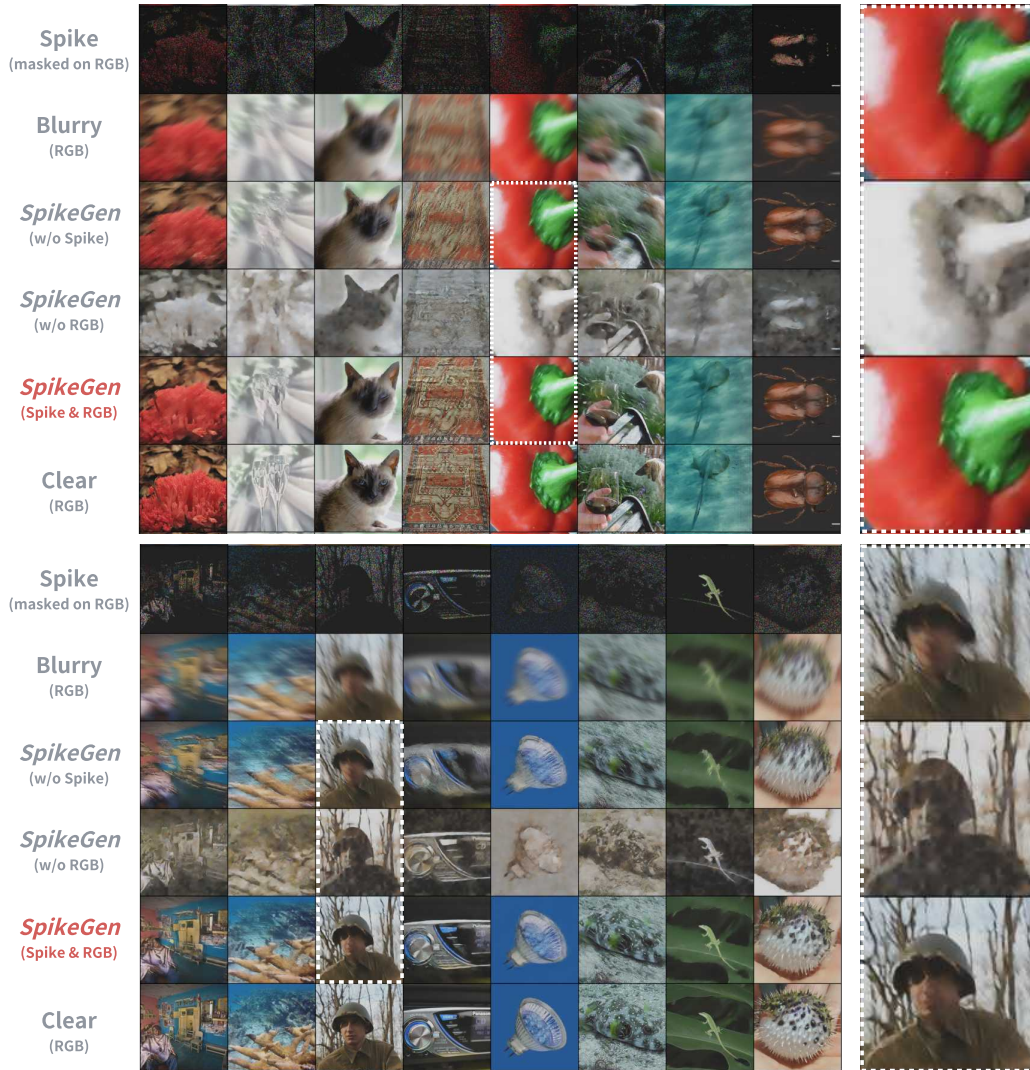 Spike
(masked on RGB)
Blurry
(RGB)
SpikeGen
(w/o Spike)
SpikeGen
(w/o RGB)
SpikeGen
(Spike & RGB)
Clear
(RGB)
Spike
(masked on RGB)
Blurry
(RGB)
SpikeGen
(w/o Spike)
SpikeGen
(w/o RGB)
SpikeGen
(Spike & RGB)
Clear
(RGB)